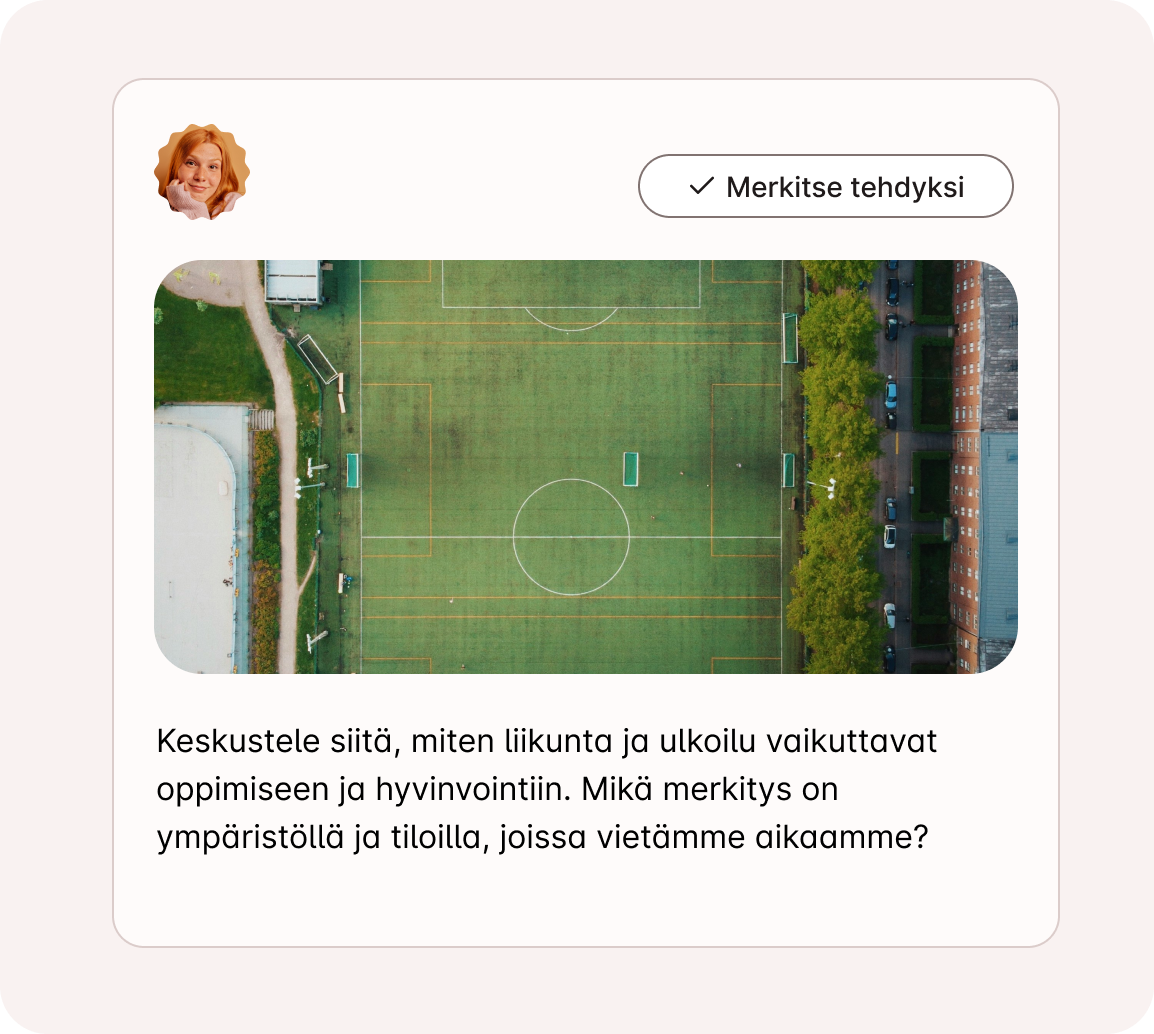 Merkitse tehdyksi
Keskustele siitä, miten liikunta ja ulkoilu vaikuttavat
oppimiseen ja hyvinvointiin. Mikä merkitys on
ympäristöllä ja tiloilla, joissa vietämme aikaamme?